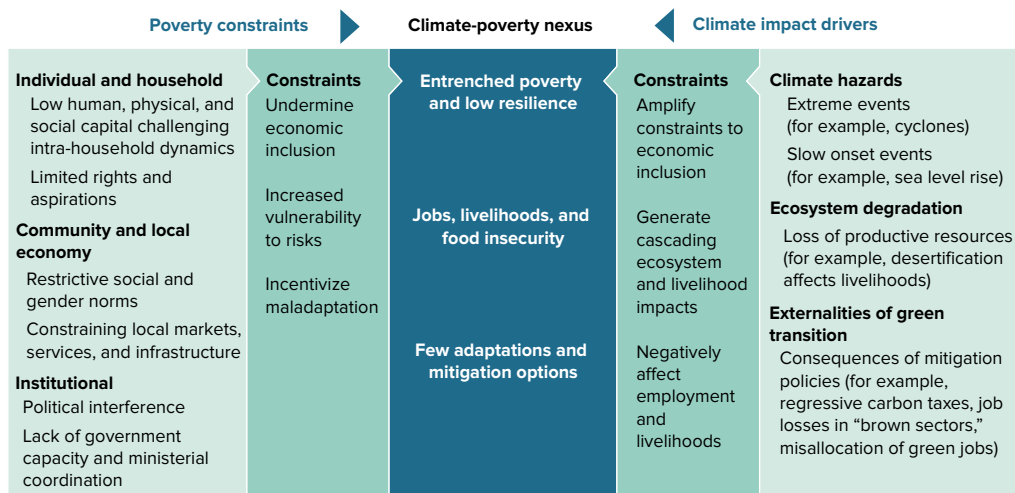 Poverty constraints
Climate-poverty nexus
Climate impact drivers
Individual and household
Low human, physical, and
social capital challenging
intra-household dynamics
Limited rights and
aspirations
Community and local
economy
Restrictive social and
gender norms
Constraining local markets,
services, and infrastructure
Institutional
Political interference
Lack of government
capacity and ministerial
coordination
Constraints
Undermine
economic
inclusion
Increased
vulnerability
to risks
Incentivize
maladaptation
Entrenched poverty
and low resilience
Jobs, livelihoods, and
food insecurity
Few adaptations and
mitigation options
Constraints
Amplify
constraints to
economic
inclusion
Generate
cascading
ecosystem
and livelihood
impacts
Negatively
affect
employment
and
livelihoods
Climate hazards
Extreme events
(for example, cyclones)
Slow onset events
(for example, sea level rise)
Ecosystem degradation
Loss of productive resources
(for example, desertification
affects livelihoods)
Externalities of green
transition
Consequences of mitigation
policies (for example,
regressive carbon taxes, job
losses in “brown sectors,”
misallocation of green jobs)